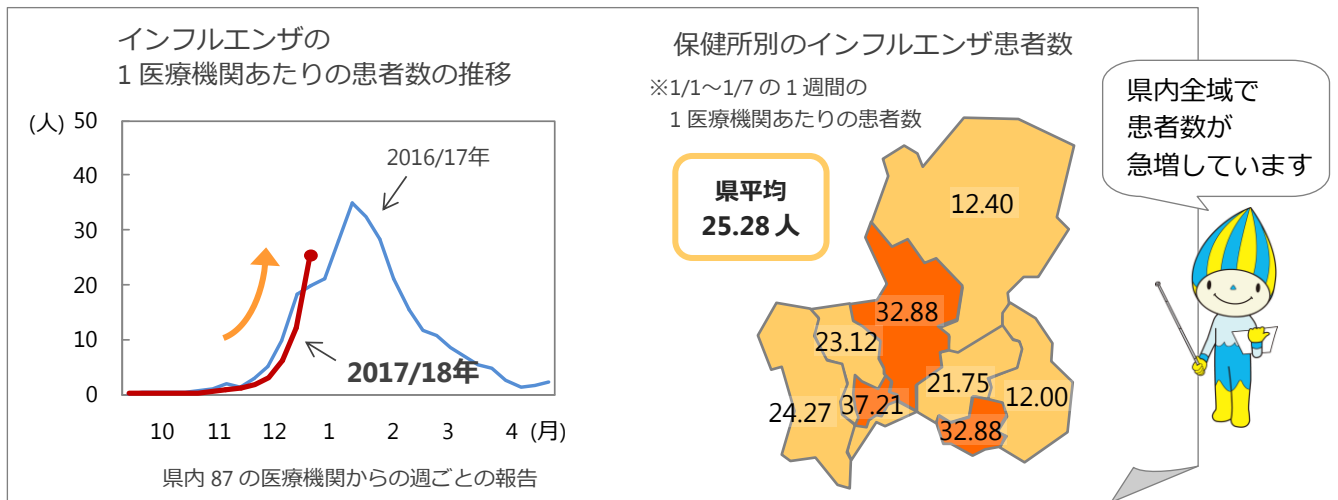 インフルエンザの
1 医療機関あたりの患者数の推移
(人)
50
40
30
20
10
0
2016/17年
2017/18年
10 11 12 1 2 3 4 (月)
県内 87 の医療機関からの週ごとの報告
保健所別のインフルエンザ患者数
※1/1～1/7 の 1 週間の
1 医療機関あたりの患者数
県平均
25.28 人
12.40
32.88
23.12
21.75
12.00
24.27
37.21
32.88
県内全域で
患者数が
急増しています